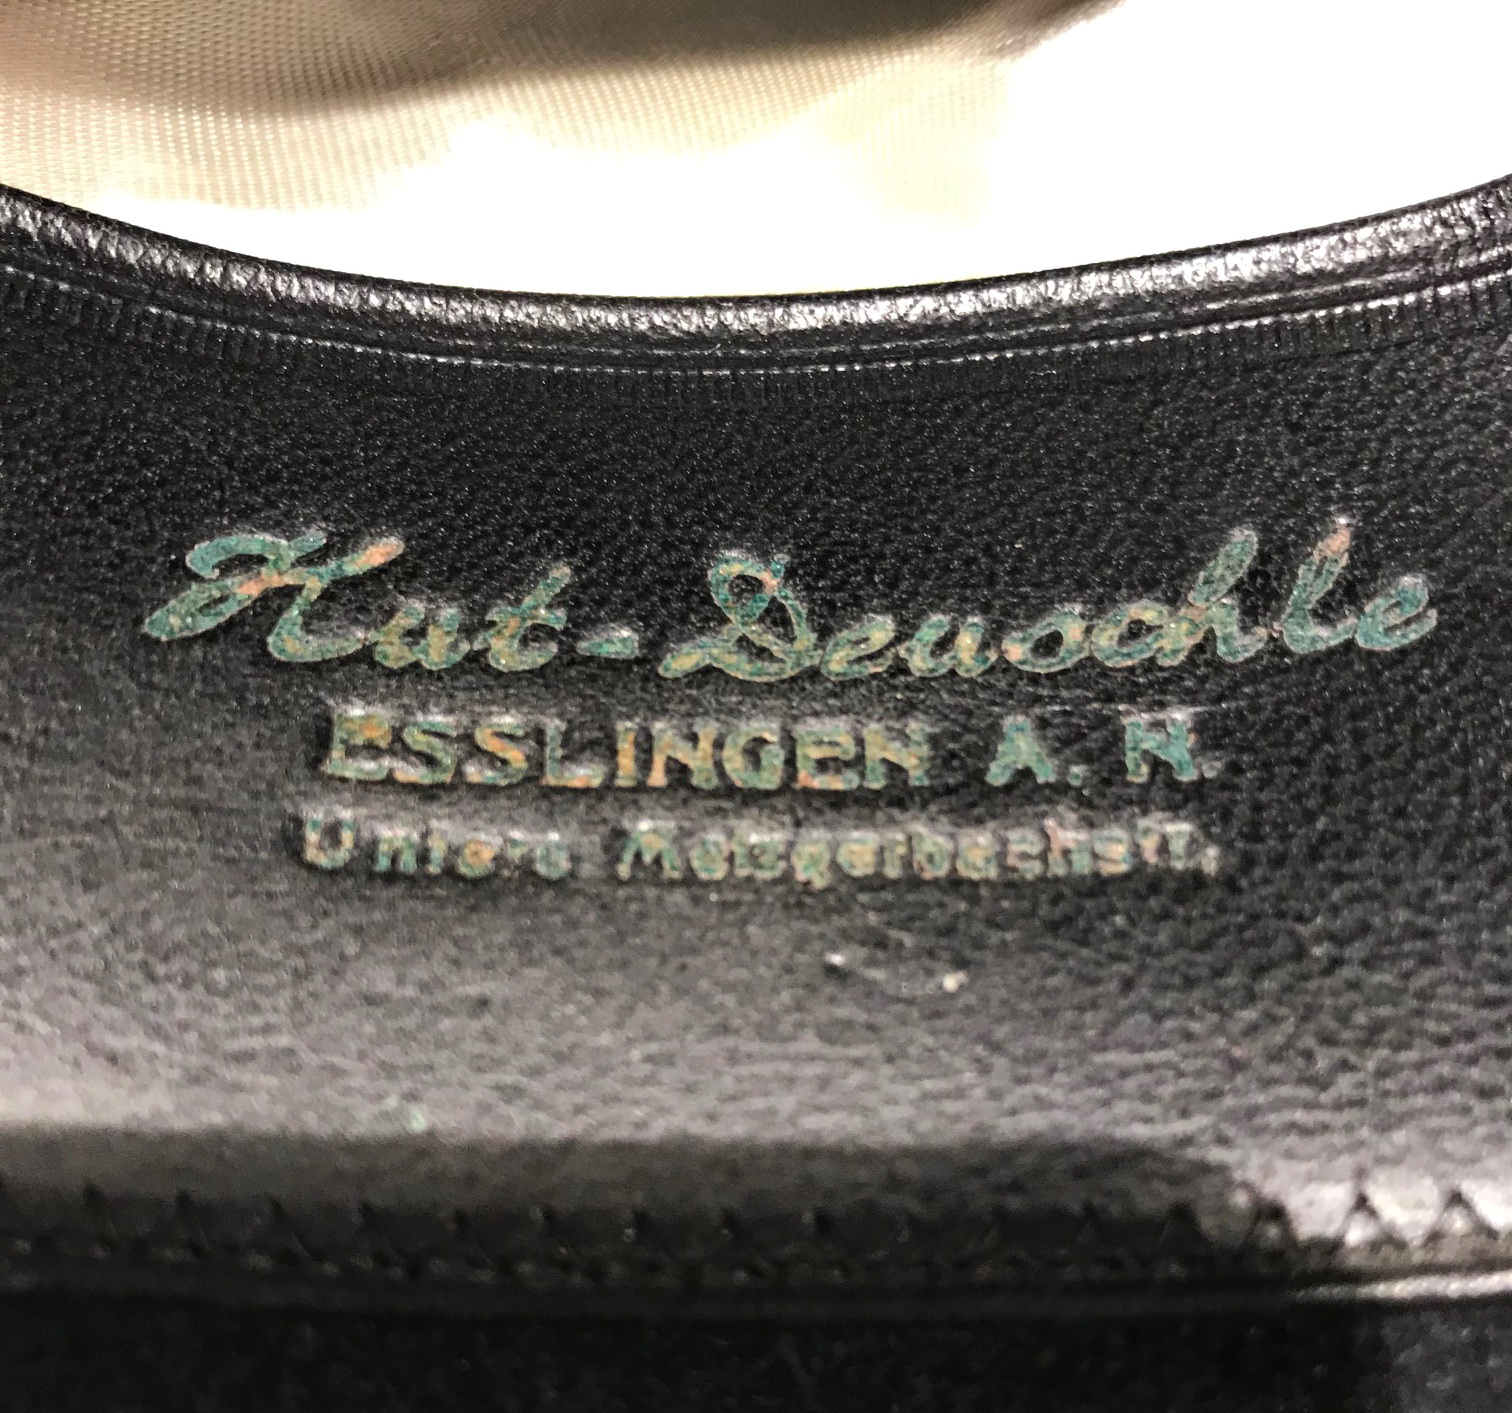 Hut-Deuschle
ESSLINGEN A. N.
Untere Metzgerbachstr.